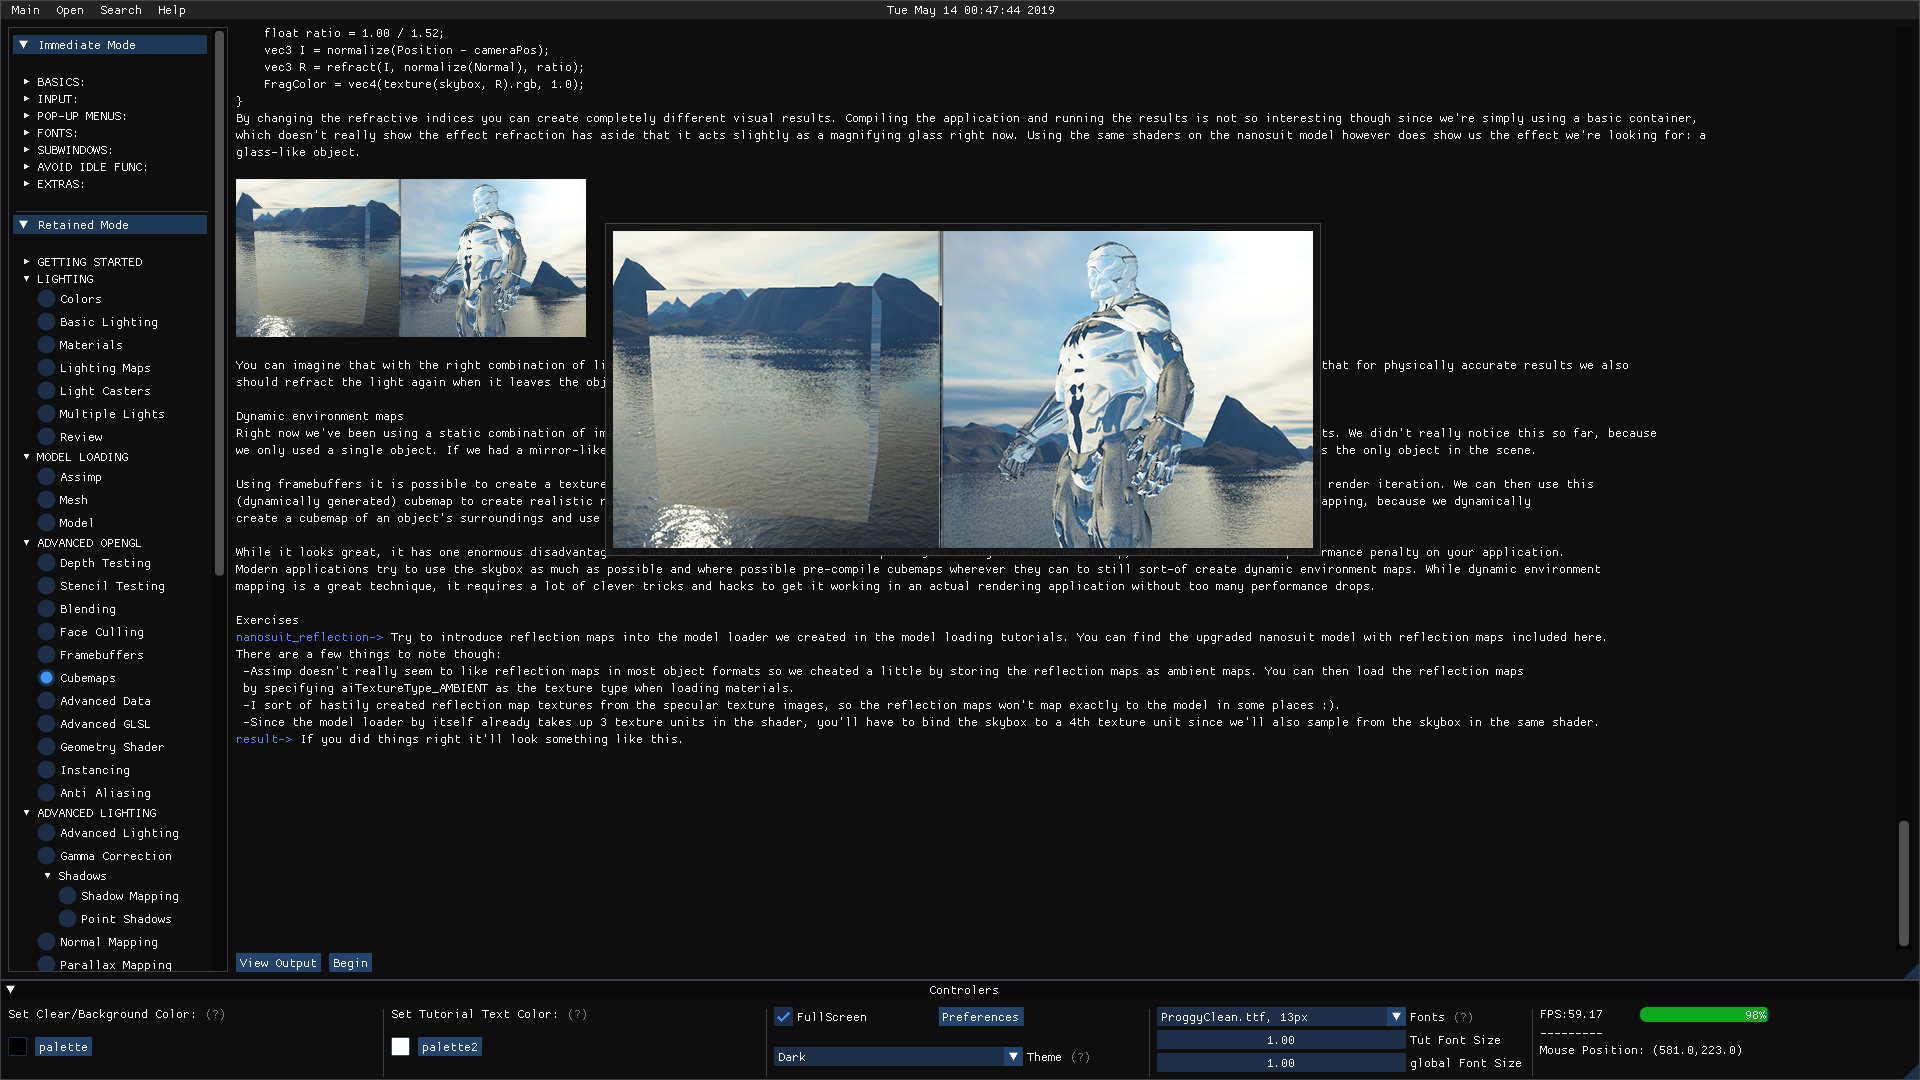 Main Open Search Help
Tue May 14 00:47:44 2019
Immediate Mode
BASICS:
INPUT:
POP-UP MENUS:
FONTS:
SUBWINDOWS:
AVOID IDLE FUNC:
EXTRAS:
Retained Mode
GETTING STARTED
LIGHTING
Colors
Basic Lighting
Materials
Lighting Maps
Light Casters
Multiple Lights
Review
MODEL LOADING
Assimp
Mesh
Model
ADVANCED OPENGL
Depth Testing
Stencil Testing
Blending
Face Culling
Framebuffers
Cubemaps
Advanced Data
Advanced GLSL
Geometry Shader
Instancing
Anti Aliasing
ADVANCED LIGHTING
Advanced Lighting
Gamma Correction
Shadows
Shadow Mapping
Point Shadows
Normal Mapping
Parallax Mapping
float ratio = 1.00 / 1.52;
vec3 I = normalize(Position - cameraPos);
vec3 R = refract(I, normalize(Normal), ratio);
FragColor = vec4(texture(skybox, R).rgb, 1.0);
}
By changing the refractive indices you can create completely different visual results. Compiling the application and running the results is not so interesting though since we're simply using a basic container,
which doesn't really show the effect refraction has aside that it acts slightly as a magnifying glass right now. Using the same shaders on the nanosuit model however does show us the effect we're looking for: a
glass-like object.
You can imagine that with the right combination of li that for physically accurate results we also
should refract the light again when it leaves the obj
Dynamic environment maps
Right now we've been using a static combination of im ts. We didn't really notice this so far, because
we only used a single object. If we had a mirror-like s the only object in the scene.
Using framebuffers it is possible to create a texture render iteration. We can then use this
(dynamically generated) cubemap to create realistic r apping, because we dynamically
create a cubemap of an object's surroundings and use
While it looks great, it has one enormous disadvantag rmance penalty on your application.
Modern applications try to use the skybox as much as possible and where possible pre-compile cubemaps wherever they can to still sort-of create dynamic environment maps. While dynamic environment
mapping is a great technique, it requires a lot of clever tricks and hacks to get it working in an actual rendering application without too many performance drops.
Exercises
nanosuit_reflection-> Try to introduce reflection maps into the model loader we created in the model loading tutorials. You can find the upgraded nanosuit model with reflection maps included here.
There are a few things to note though:
-Assimp doesn't really seem to like reflection maps in most object formats so we cheated a little by storing the reflection maps as ambient maps. You can then load the reflection maps
by specifying aiTextureType_AMBIENT as the texture type when loading materials.
-I sort of hastily created reflection map textures from the specular texture images, so the reflection maps won't map exactly to the model in some places :).
-Since the model loader by itself already takes up 3 texture units in the shader, you'll have to bind the skybox to a 4th texture unit since we'll also sample from the skybox in the same shader.
result-> If you did things right it'll look something like this.
View Output Begin
Controlers
Set Clear/Background Color: (?)
palette
Set Tutorial Text Color: (?)
palette2
FullScreen Preferences
Dark Theme (?)
ProggyClean.ttf, 13px Fonts (?)
1.00 Tut Font Size
1.00 global Font Size
FPS:59.17 98%
---------
Mouse Position: (581.0,223.0)